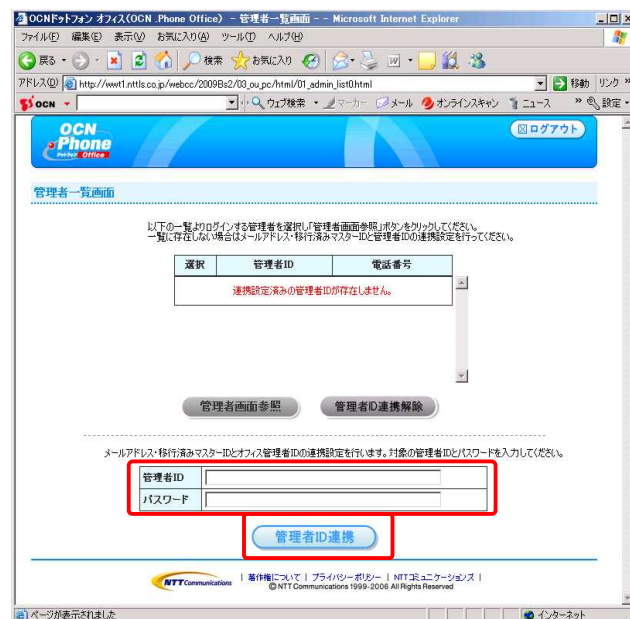 OCNドットフォン オフィス(OCN .Phone Office) - 管理者一覧画面 - - Microsoft Internet Explorer
ファイル(F) 編集(E) 表示(V) お気に入り(A) ツール(T) ヘルプ(H)
戻る 検索 お気に入り
アドレス(D) http://wwt1.nttls.co.jp/webcc/2009Bs2/03_ou_pc/html/01_admin_list0.html 移動 リンク »
OCN ウェブ検索 マーカー メール オンラインスキャン ニュース » 設定
OCN
.Phone
ドットフォン Office
ログアウト
管理者一覧画面
以下の一覧よりログインする管理者を選択し「管理者画面参照」ボタンをクリックしてください。
一覧に存在しない場合はメールアドレス・移行済みマスターIDと管理者IDの連携設定を行ってください。
選択 管理者ID 電話番号
連携設定済みの管理者IDが存在しません。
管理者画面参照 管理者ID連携解除
メールアドレス・移行済みマスターIDとオフィス管理者IDの連携設定を行います。対象の管理者IDとパスワードを入力してください。
管理者ID
パスワード
管理者ID連携
NTT Communications | 著作権について | プライバシーポリシー | NTTコミュニケーションズ |
© NTT Communications 1999-2006 All Rights Reserved
ページが表示されました インターネット